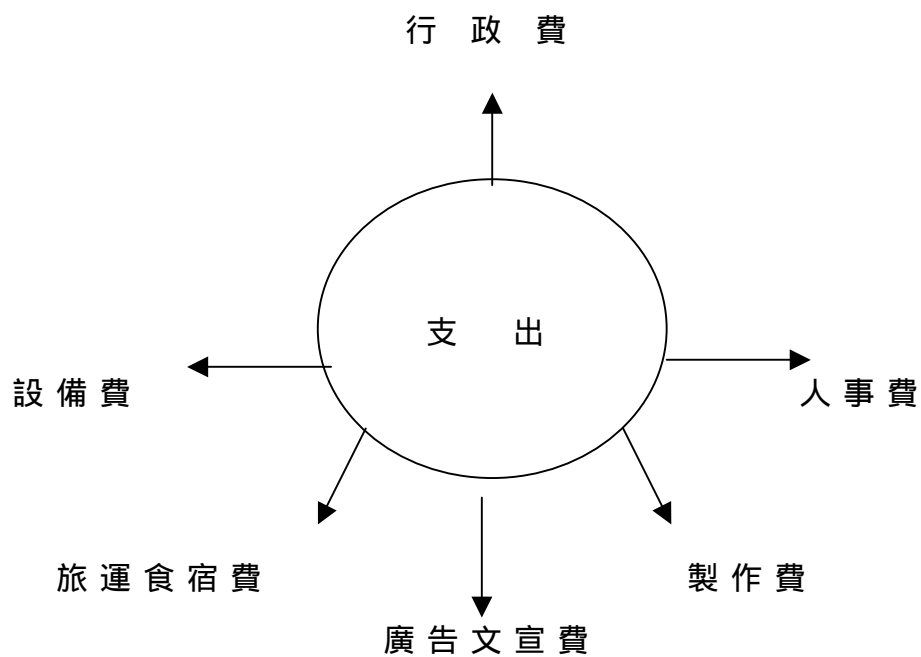 行政費
支出
設備費
人事費
旅運食宿費
製作費
廣告文宣費